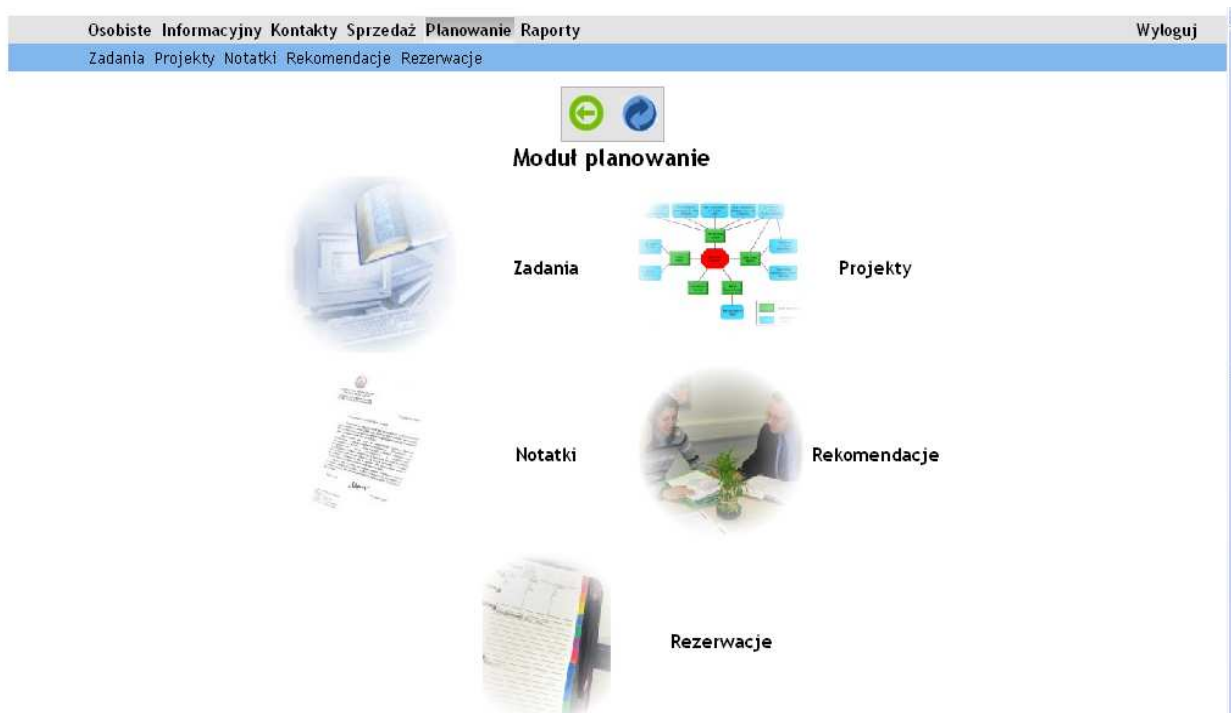 Osobiste Informacyjny Kontakty Sprzedaż Planowanie Raporty Wyloguj
Zadania Projekty Notatki Rekomendacje Rezerwacje
Moduł planowanie
Zadania Projekty
Notatki Rekomendacje
Rezerwacje